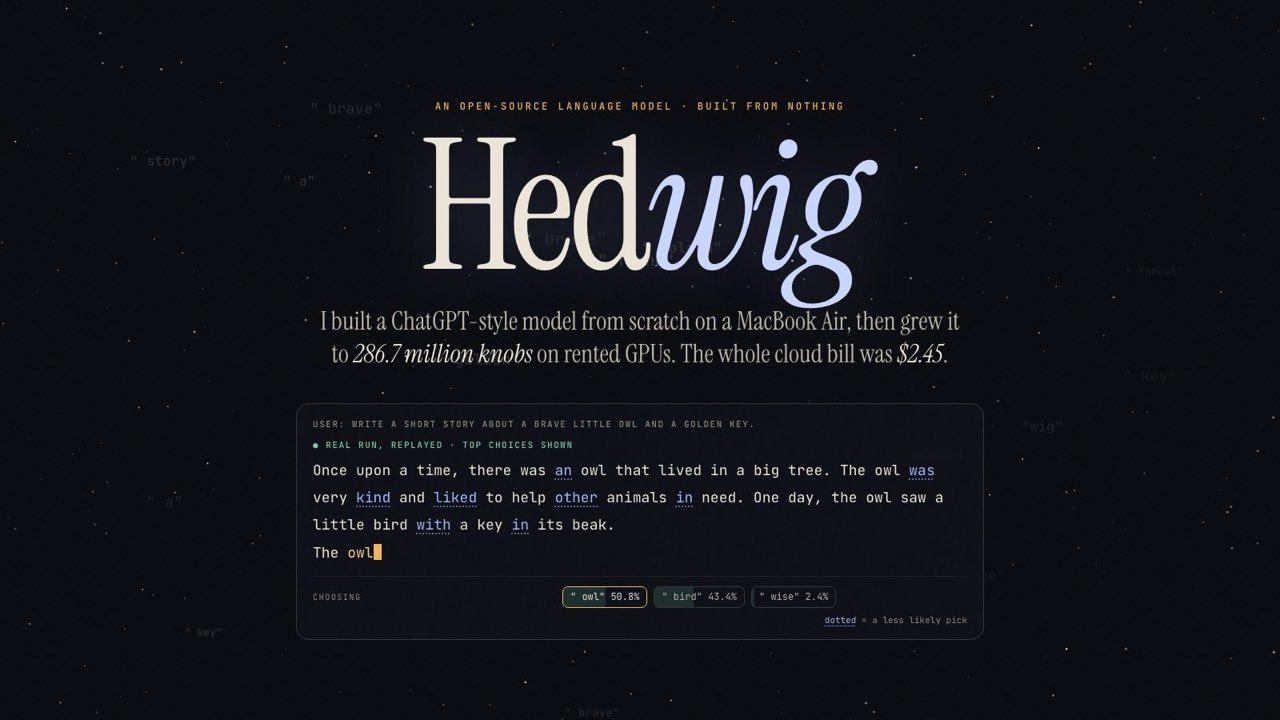 AN OPEN-SOURCE LANGUAGE MODEL · BUILT FROM NOTHING
" brave"
" story"
" a"
Hedwig
" forest"
I built a ChatGPT-style model from scratch on a MacBook Air, then grew it
to 286.7 million knobs on rented GPUs. The whole cloud bill was $2.45.
" key"
USER: WRITE A SHORT STORY ABOUT A BRAVE LITTLE OWL AND A GOLDEN KEY.
"wig"
● REAL RUN, REPLAYED · TOP CHOICES SHOWN
Once upon a time, there was an owl that lived in a big tree. The owl was
very kind and liked to help other animals in need. One day, the owl saw a
" a"
little bird with a key in its beak.
The owl
CHOOSING
" owl" 50.8%
" bird" 43.4%
" wise" 2.4%
dotted = a less likely pick
" key"
" brave"